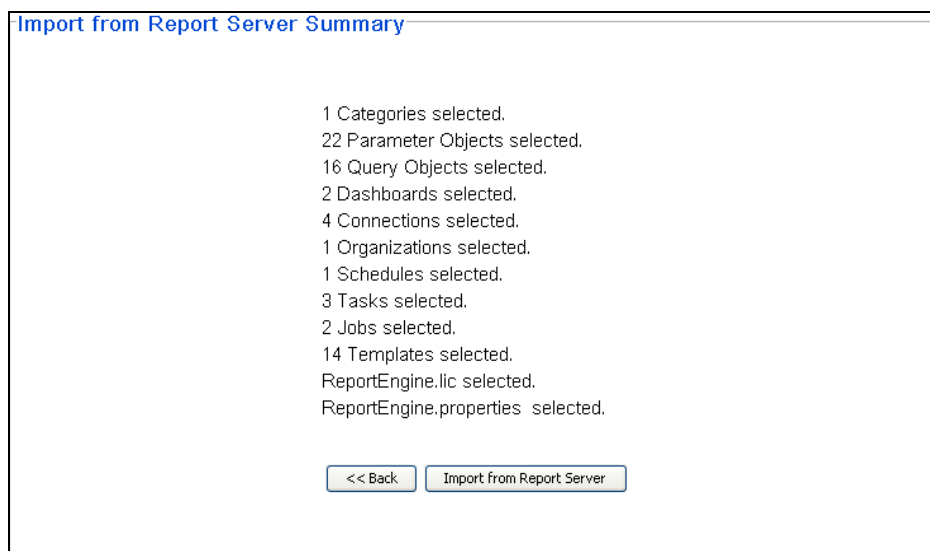 Import from Report Server Summary
1 Categories selected.
22 Parameter Objects selected.
16 Query Objects selected.
2 Dashboards selected.
4 Connections selected.
1 Organizations selected.
1 Schedules selected.
3 Tasks selected.
2 Jobs selected.
14 Templates selected.
ReportEngine.lic selected.
ReportEngine.properties selected.
<< Back Import from Report Server